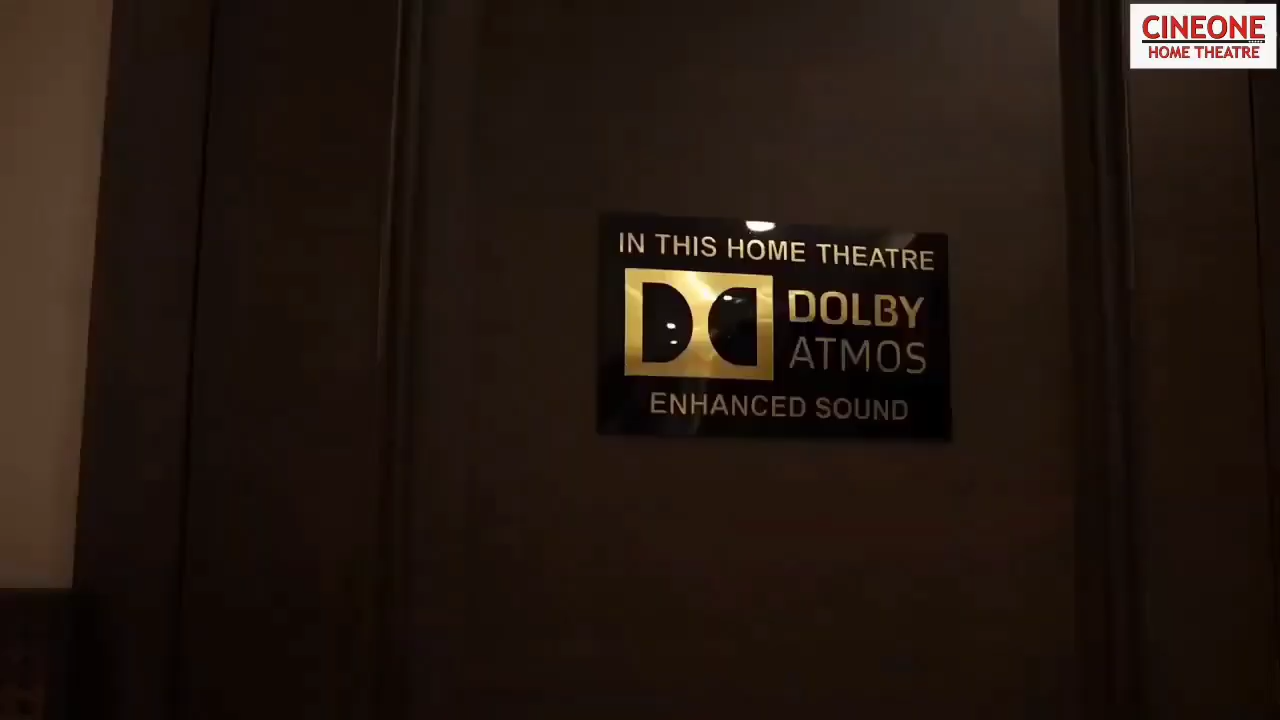 CINEONE
HOME THEATRE
IN THIS HOME THEATRE
DOLBY
ATMOS
ENHANCED SOUND